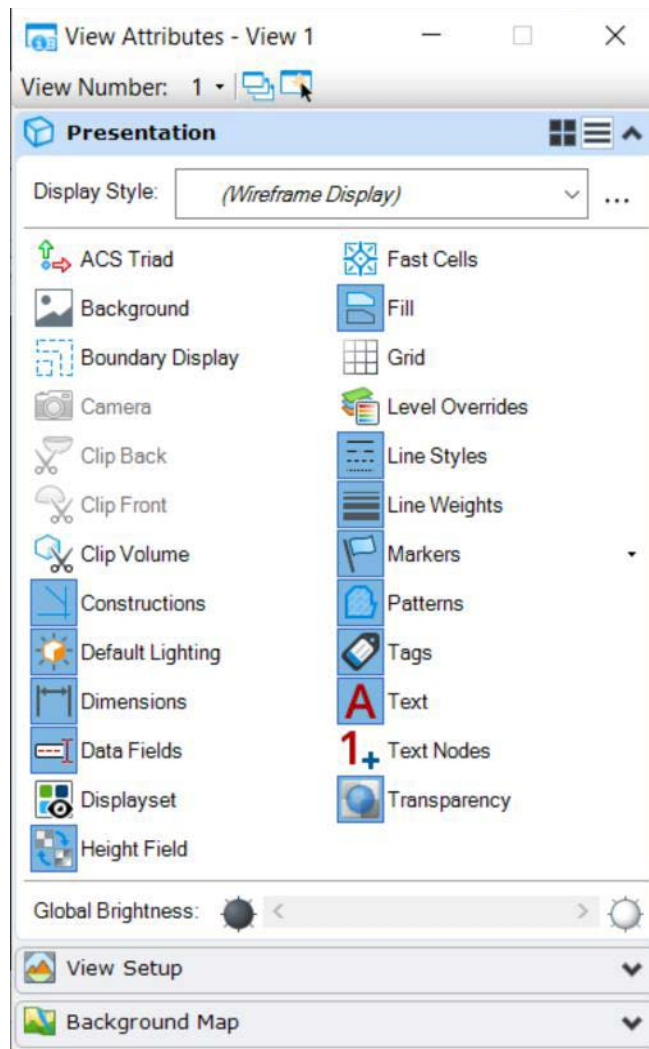 View Attributes - View 1
View Number: 1
Presentation
Display Style: (Wireframe Display) ...
ACS Triad
Background
Boundary Display
Camera
Clip Back
Clip Front
Clip Volume
Constructions
Default Lighting
Dimensions
Data Fields
Displayset
Height Field
Fast Cells
Fill
Grid
Level Overrides
Line Styles
Line Weights
Markers
Patterns
Tags
Text
Text Nodes
Transparency
Global Brightness:
View Setup
Background Map